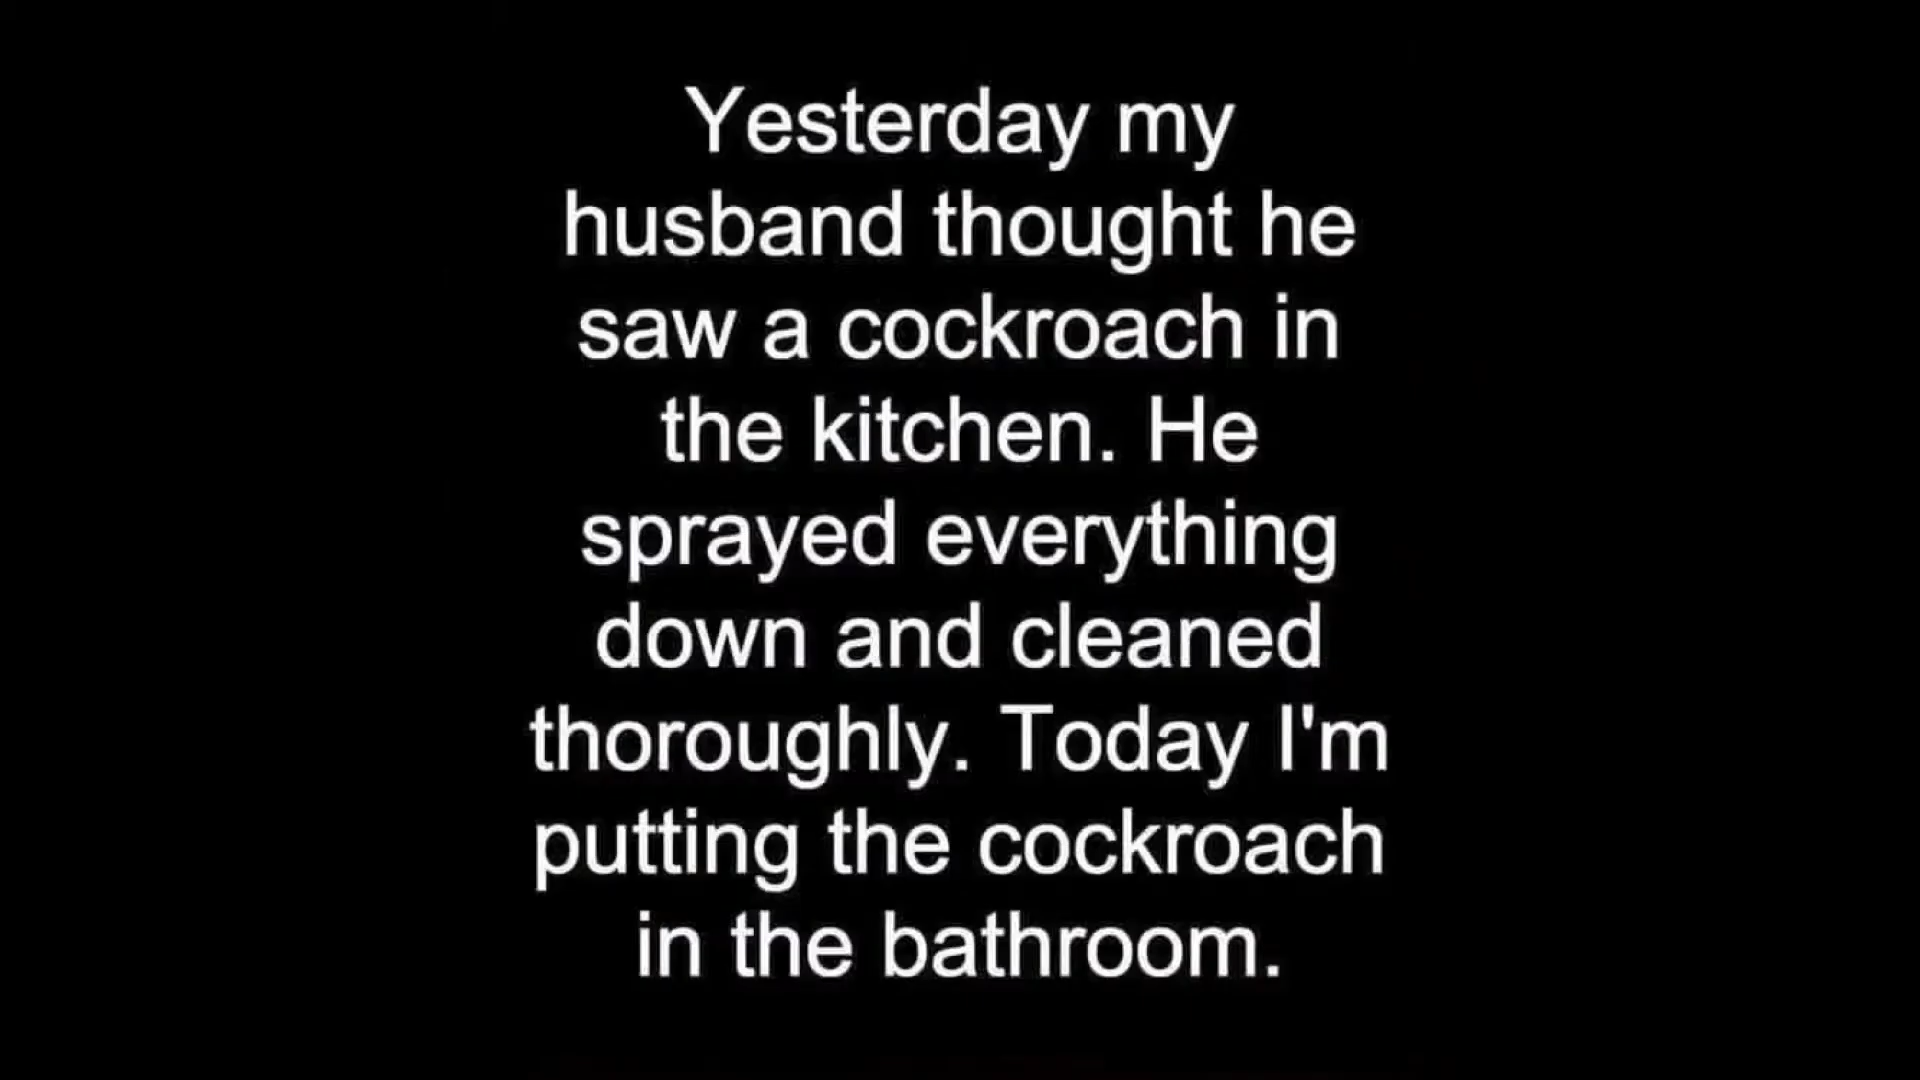 Yesterday my
husband thought he
saw a cockroach in
the kitchen. He
sprayed everything
down and cleaned
thoroughly. Today I'm
putting the cockroach
in the bathroom.